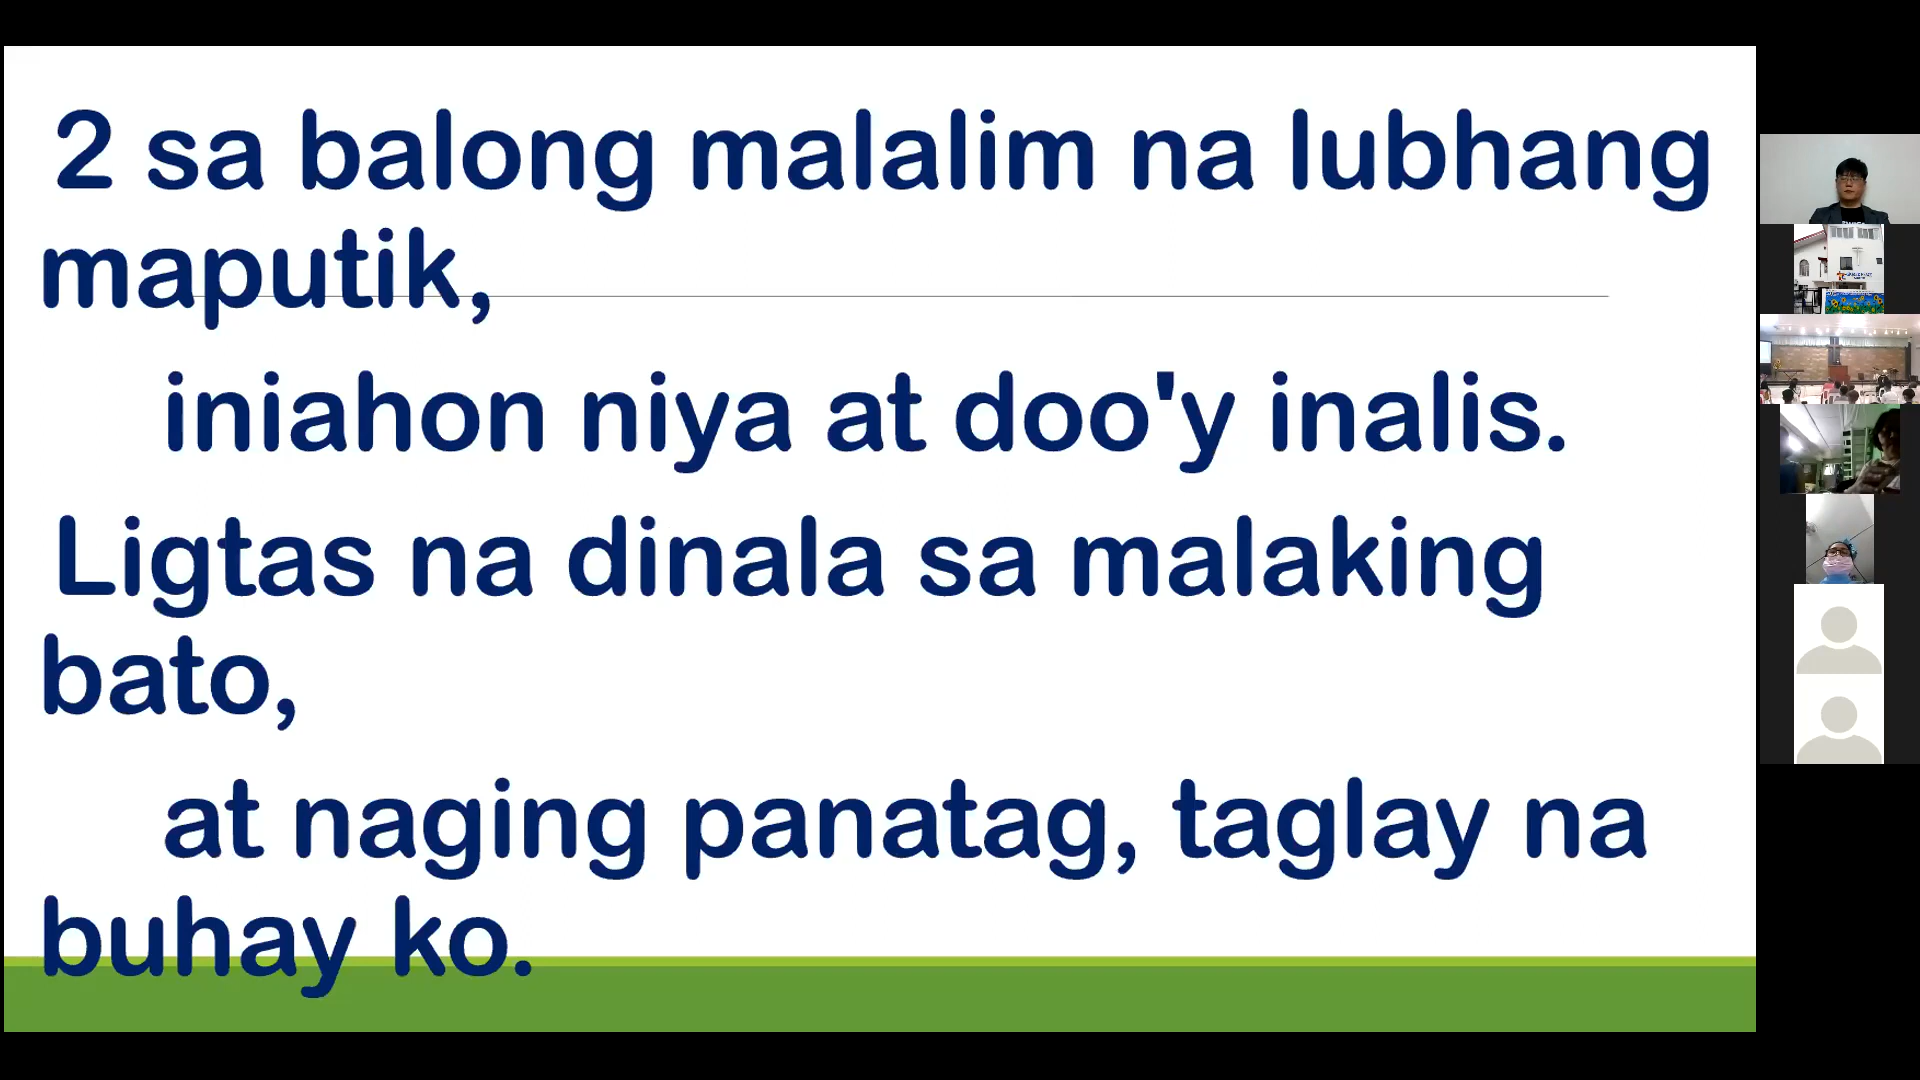 2 sa balong malalim na lubhang
maputik,
iniahon niya at doo'y inalis.
Ligtas na dinala sa malaking
bato,
at naging panatag, taglay na
buhay ko.